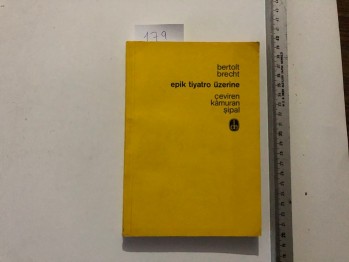 179
bertolt
brecht
epik tiyatro üzerine
çeviren
kâmuran
şipal